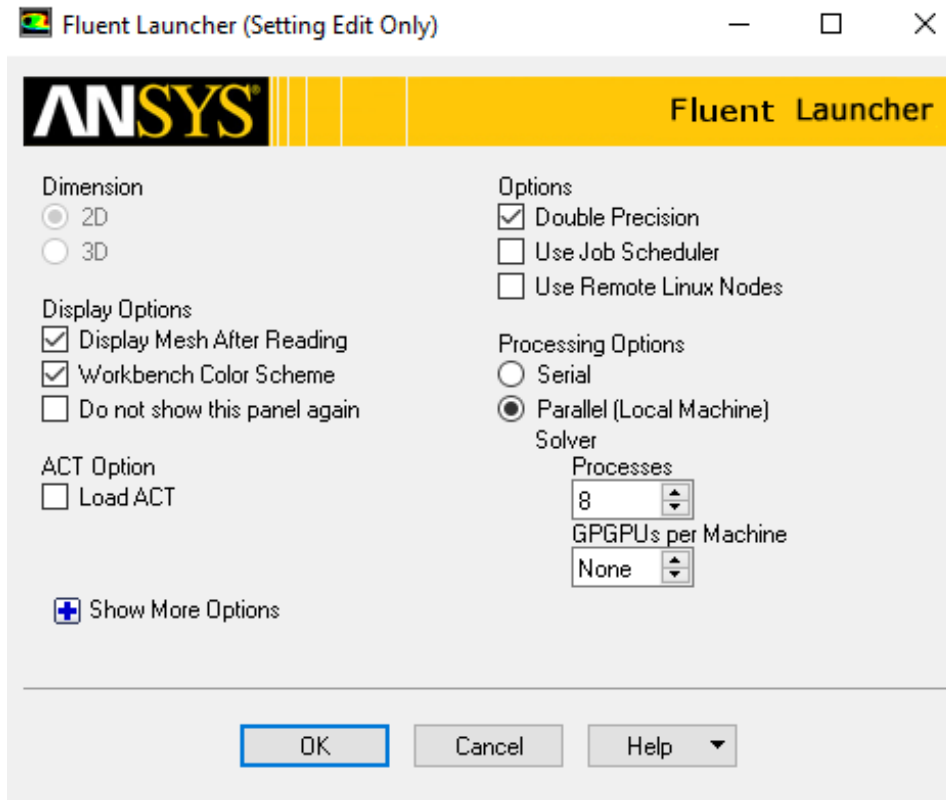 Fluent Launcher (Setting Edit Only)
ANSYS®
Fluent Launcher
Dimension
2D
3D
Display Options
Display Mesh After Reading
Workbench Color Scheme
Do not show this panel again
ACT Option
Load ACT
Show More Options
Options
Double Precision
Use Job Scheduler
Use Remote Linux Nodes
Processing Options
Serial
Parallel (Local Machine)
Solver
Processes
8
GPGPUs per Machine
None
OK
Cancel
Help